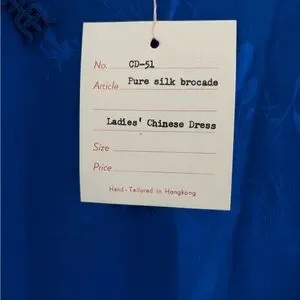 No. CD-51
Article Pure silk brocade
Ladies' Chinese Dress
Size
Price
Hand-Tailored in Hongkong